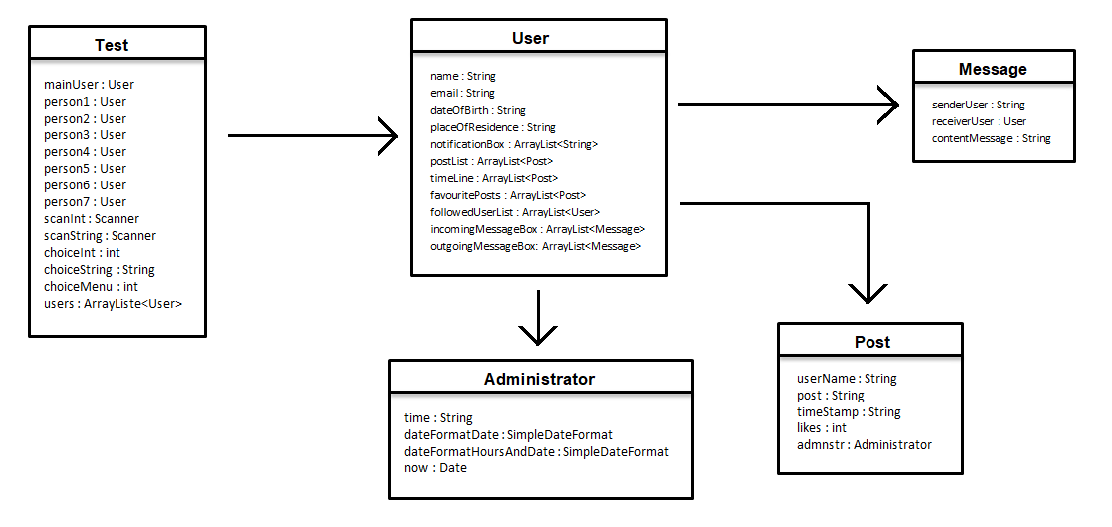 Test
mainUser : User
person1 : User
person2 : User
person3 : User
person4 : User
person5 : User
person6 : User
person7 : User
scanInt : Scanner
scanString : Scanner
choiceInt : int
choiceString : String
choiceMenu : int
users : ArrayListe<User>
User
name : String
email : String
dateOfBirth : String
placeOfResidence : String
notificationBox : ArrayList<String>
postList : ArrayList<Post>
timeLine : ArrayList<Post>
favouritePosts : ArrayList<Post>
followedUserList : ArrayList<User>
incomingMessageBox : ArrayList<Message>
outgoingMessageBox: ArrayList<Message>
Message
senderUser : String
receiverUser : User
contentMessage : String
Administrator
time : String
dateFormatDate : SimpleDateFormat
dateFormatHoursAndDate : SimpleDateFormat
now : Date
Post
userName : String
post : String
timeStamp : String
likes : int
admnstr : Administrator